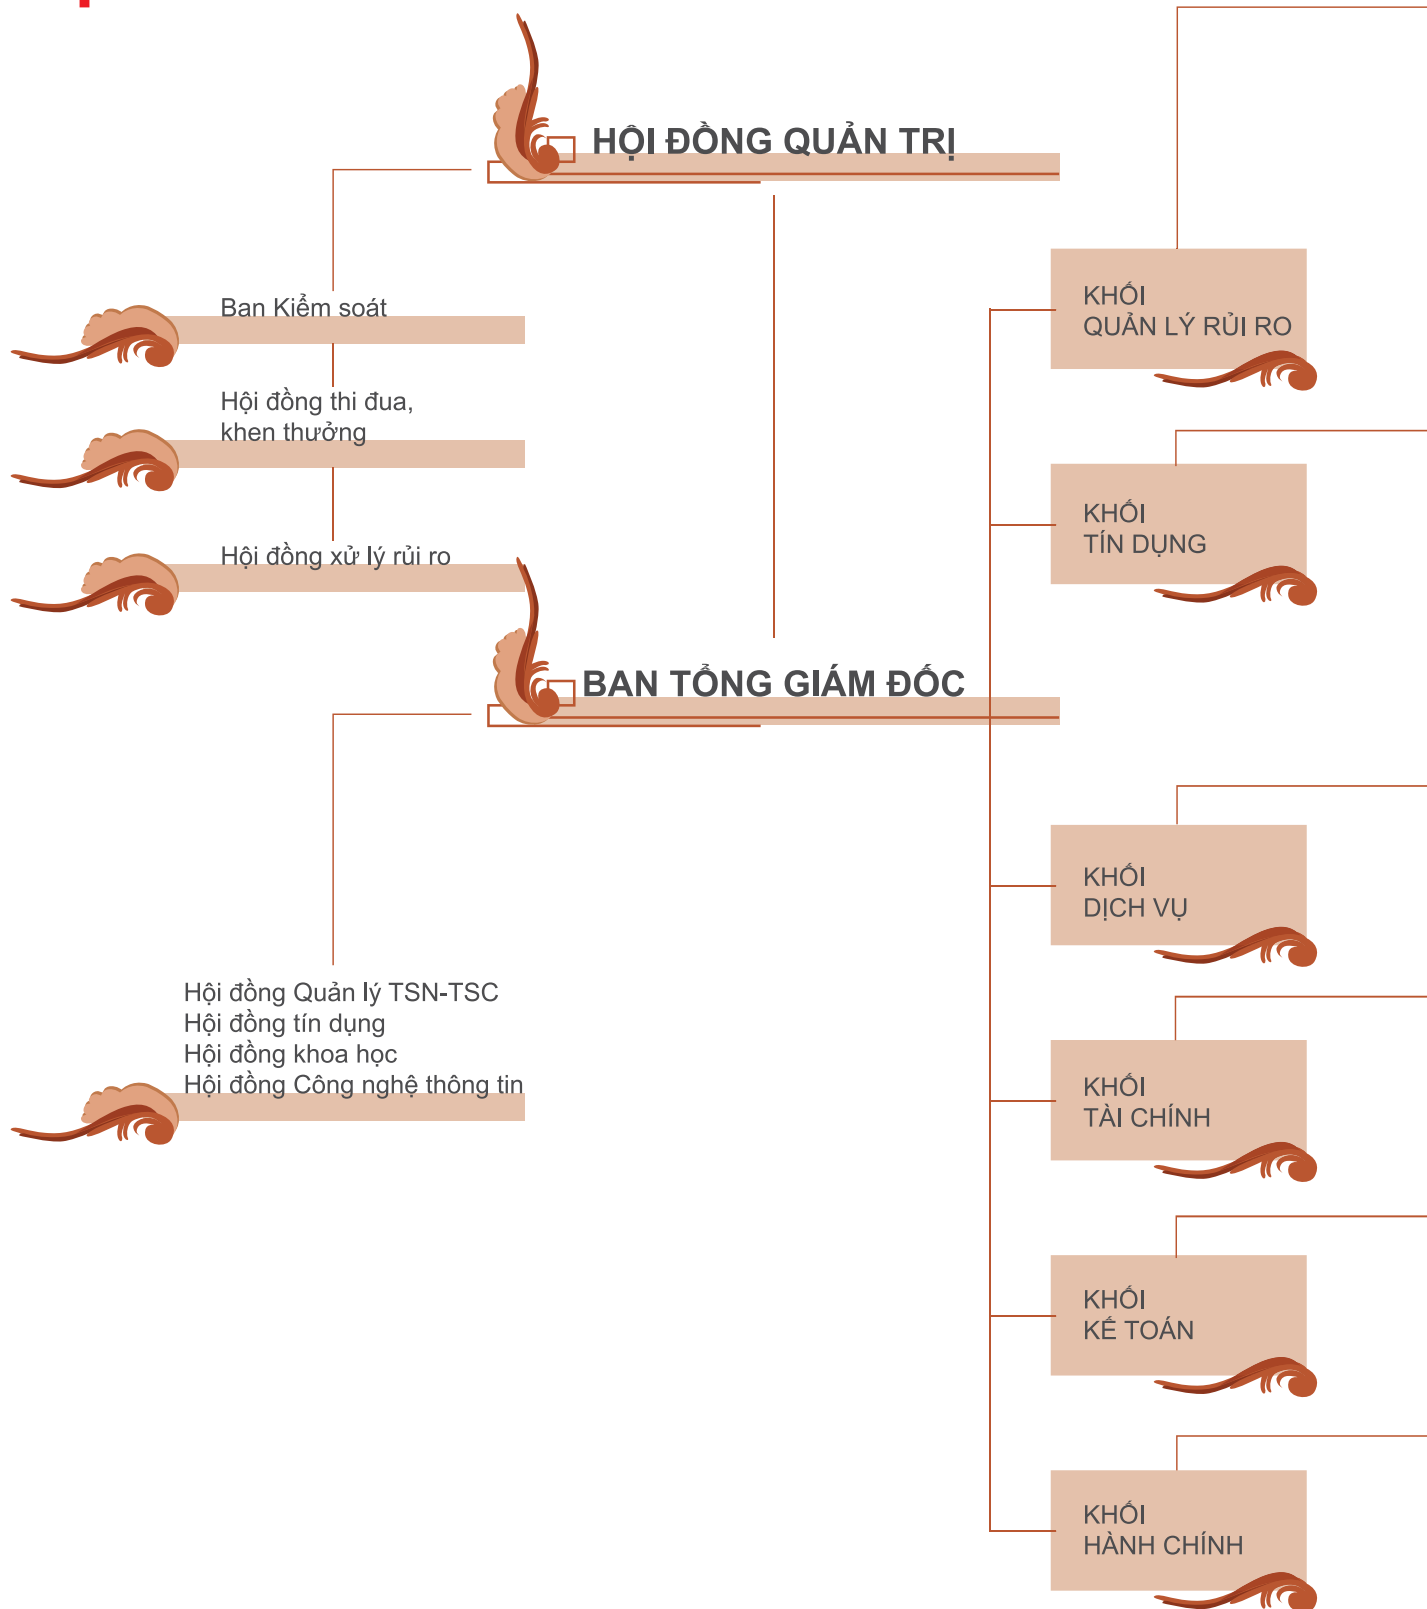 HỘI ĐỒNG QUẢN TRỊ
Ban Kiểm soát
Hội đồng thi đua,
khen thưởng
Hội đồng xử lý rủi ro
BAN TỔNG GIÁM ĐỐC
Hội đồng Quản lý TSN-TSC
Hội đồng tín dụng
Hội đồng khoa học
Hội đồng Công nghệ thông tin
KHỐI
QUẢN LÝ RỦI RO
KHỐI
TÍN DỤNG
KHỐI
DỊCH VỤ
KHỐI
TÀI CHÍNH
KHỐI
KẾ TOÁN
KHỐI
HÀNH CHÍNH